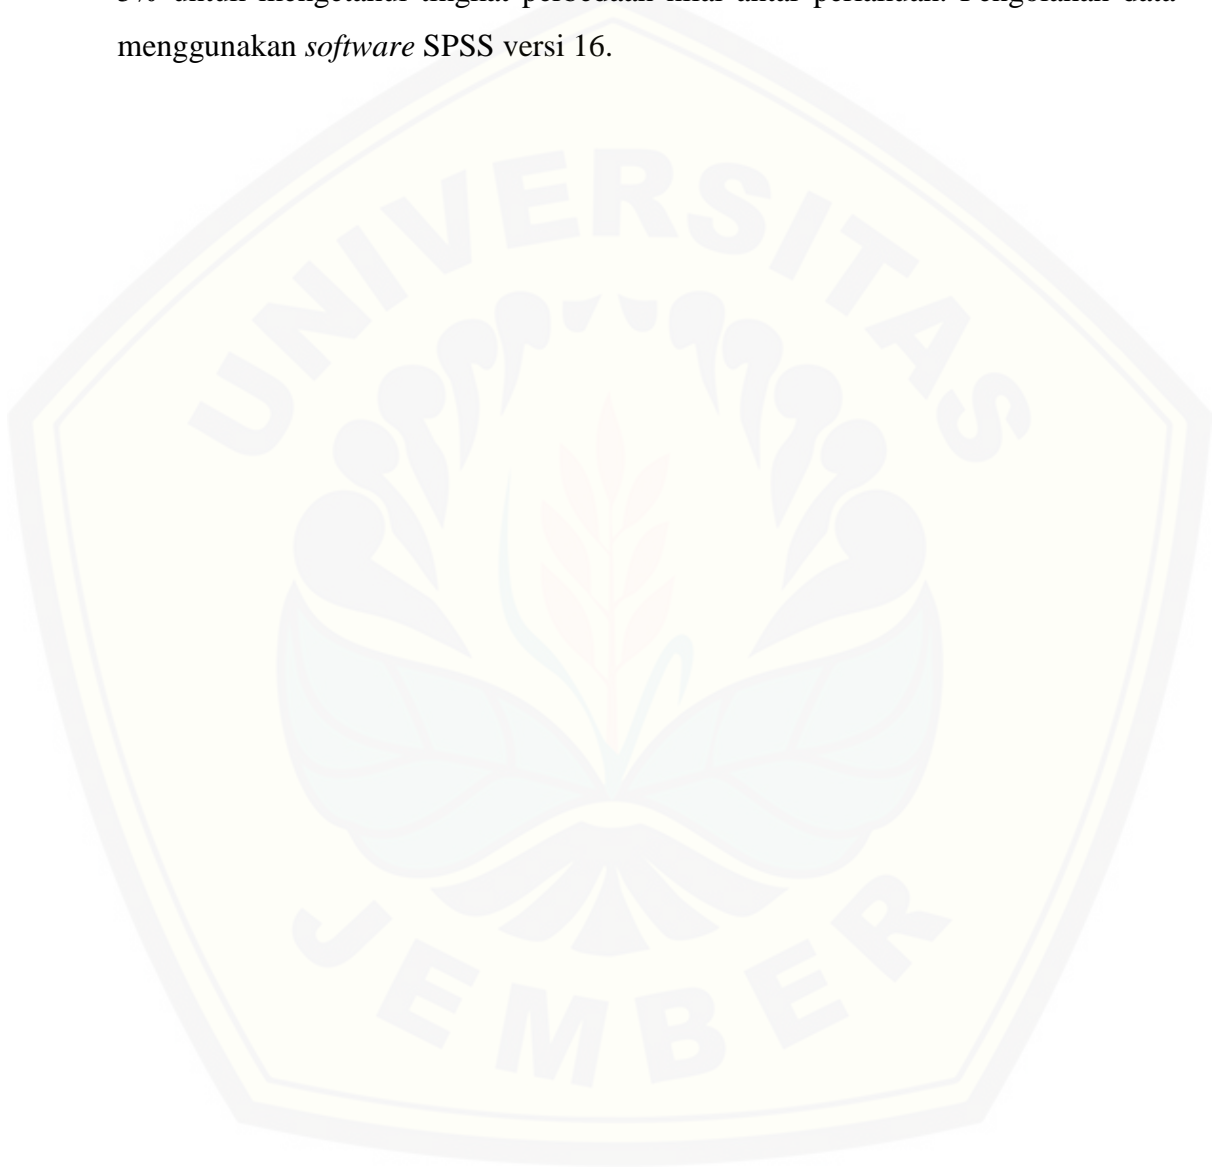 5% untuk mengetahui tingkat perbedaan nilai antar perlakuan. Pengolahan data
menggunakan software SPSS versi 16.
UNIVERSITAS
JEMBER